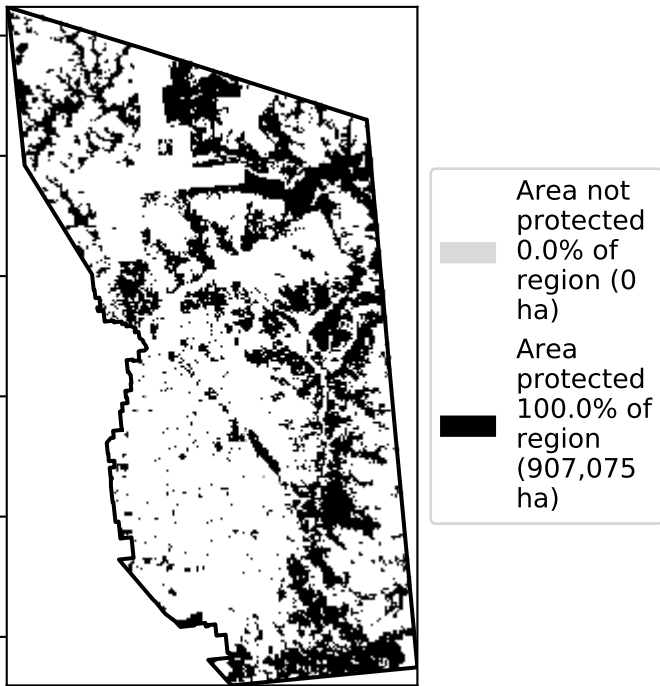 Area not
protected
0.0% of
region (0
ha)
Area
protected
100.0% of
region
(907,075
ha)